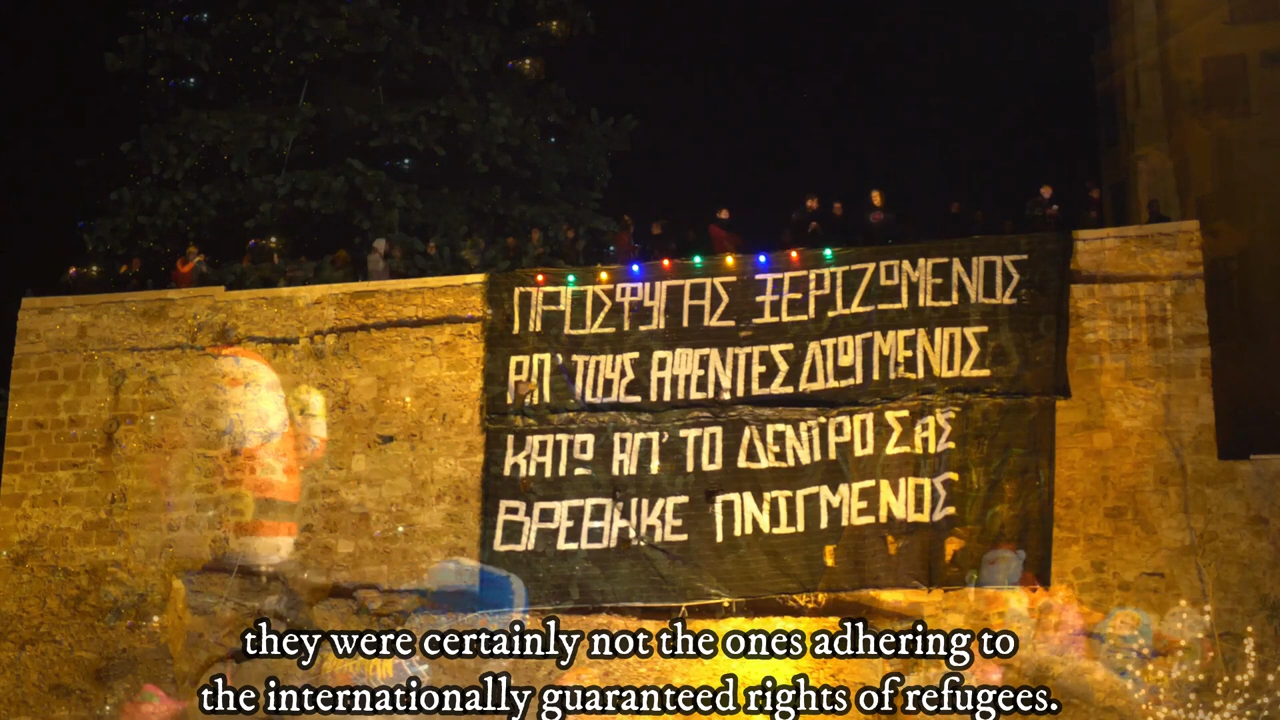 ΠΡΟΣΦΥΓΑΣ ΞΕΡΙΖΩΜΕΝΟΣ
ΑΠ' ΤΟΥΣ ΑΦΕΝΤΕΣ ΔΙΩΓΜΕΝΟΣ
ΚΑΤΩ ΑΠ' ΤΟ ΔΕΝΤΡΟ ΣΑΣ
ΒΡΕΘΗΚΕ ΠΝΙΓΜΕΝΟΣ
they were certainly not the ones adhering to
the internationally guaranteed rights of refugees.